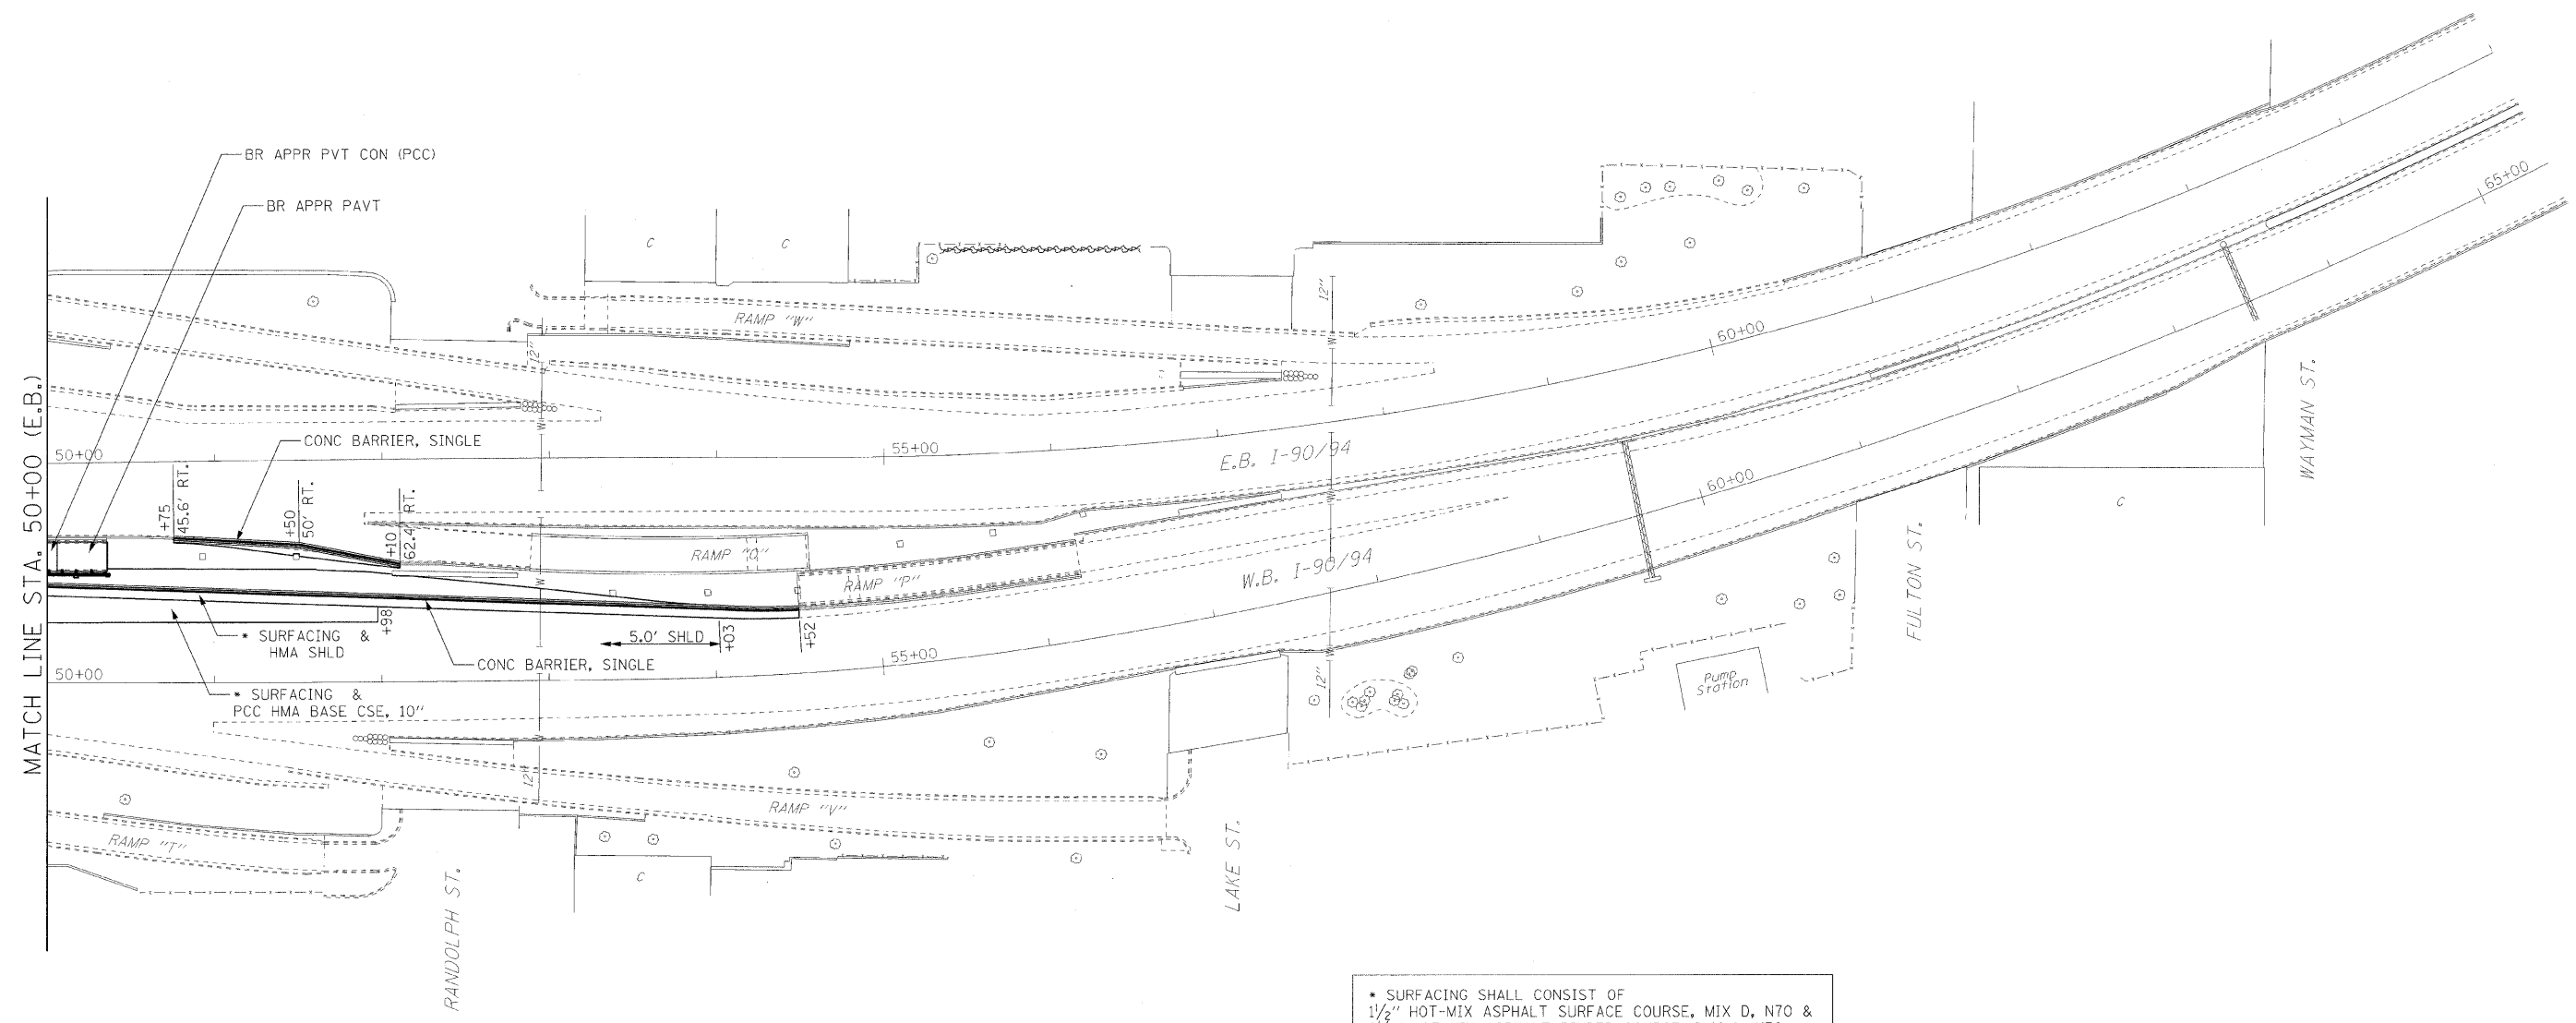 BR APPR PVT CON (PCC)
BR APPR PAVT
MATCH LINE STA. 50+00 (E.B.)
C
C
RAMP "W"
12"
12"
W
W
W
W
CONC BARRIER, SINGLE
50+00
55+00
60+00
65+00
E.B. I-90/94
+75
45.6' RT.
+50
50' RT.
+10
62.4' RT.
RAMP "O"
RAMP "P"
W
W
W.B. I-90/94
60+00
* SURFACING &
HMA SHLD
+98
5.0' SHLD
+03
+52
CONC BARRIER, SINGLE
50+00
55+00
* SURFACING &
PCC HMA BASE CSE, 10"
12"
12"
W
W
Pump
Station
C
WAYMAN ST.
FULTON ST.
RAMP "V"
RAMP "T"
C
LAKE ST.
RANDOLPH ST.
* SURFACING SHALL CONSIST OF
1½" HOT-MIX ASPHALT SURFACE COURSE, MIX D, N70 &